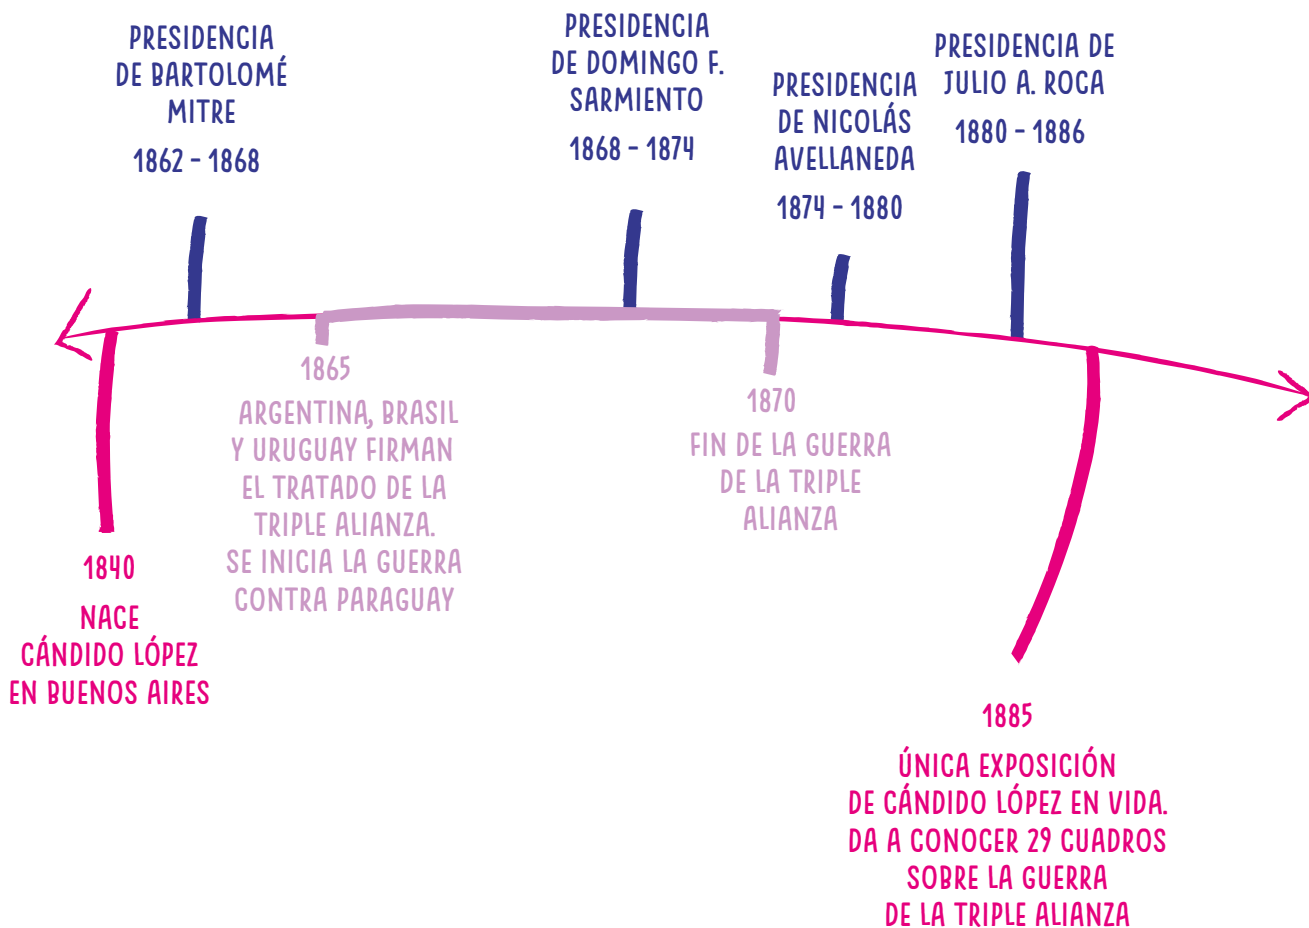 PRESIDENCIA
DE BARTOLOMÉ
MITRE
1862 - 1868
PRESIDENCIA
DE DOMINGO F.
SARMIENTO
1868 - 1874
PRESIDENCIA
DE NICOLÁS
AVELLANEDA
1874 - 1880
PRESIDENCIA DE
JULIO A. ROCA
1880 - 1886
1840
NACE
CÁNDIDO LÓPEZ
EN BUENOS AIRES
1865
ARGENTINA, BRASIL
Y URUGUAY FIRMAN
EL TRATADO DE LA
TRIPLE ALIANZA.
SE INICIA LA GUERRA
CONTRA PARAGUAY
1870
FIN DE LA GUERRA
DE LA TRIPLE
ALIANZA
1885
ÚNICA EXPOSICIÓN
DE CÁNDIDO LÓPEZ EN VIDA.
DA A CONOCER 29 CUADROS
SOBRE LA GUERRA
DE LA TRIPLE ALIANZA